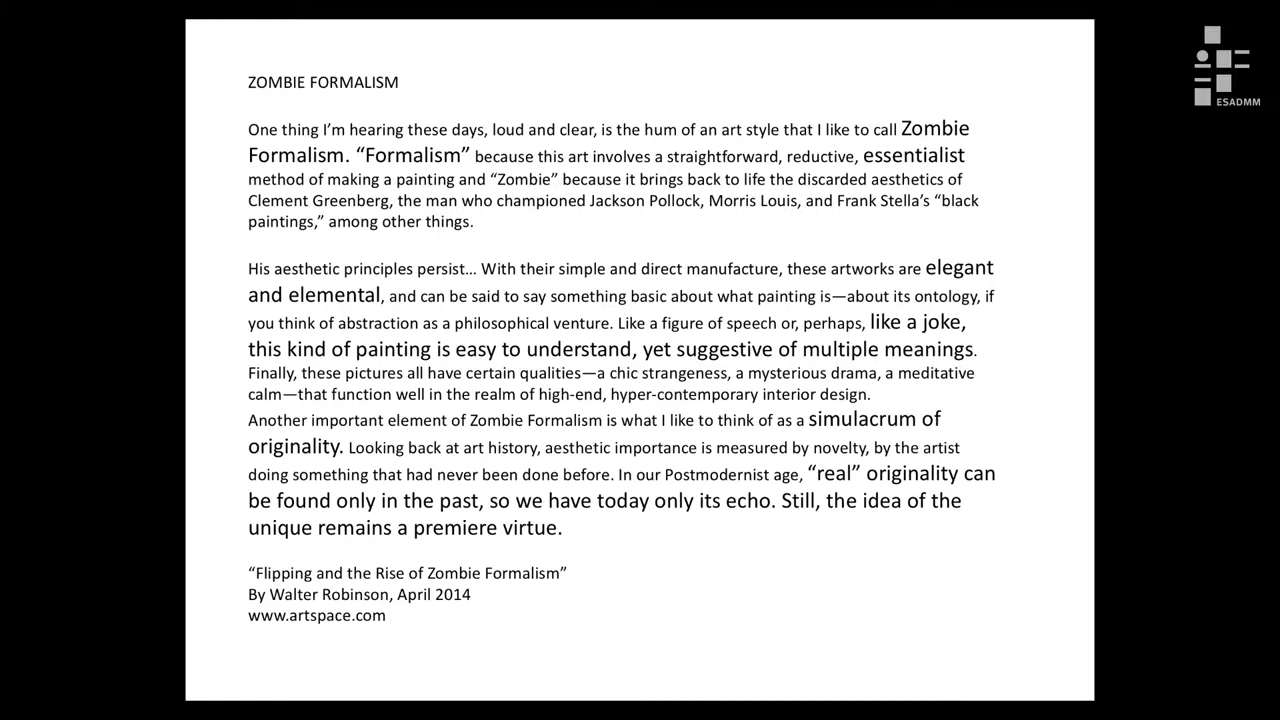 ZOMBIE FORMALISM
One thing I’m hearing these days, loud and clear, is the hum of an art style that I like to call Zombie
Formalism. “Formalism” because this art involves a straightforward, reductive, essentialist
method of making a painting and “Zombie” because it brings back to life the discarded aesthetics of
Clement Greenberg, the man who championed Jackson Pollock, Morris Louis, and Frank Stella’s “black
paintings,” among other things.
His aesthetic principles persist… With their simple and direct manufacture, these artworks are elegant
and elemental, and can be said to say something basic about what painting is—about its ontology, if
you think of abstraction as a philosophical venture. Like a figure of speech or, perhaps, like a joke,
this kind of painting is easy to understand, yet suggestive of multiple meanings.
Finally, these pictures all have certain qualities—a chic strangeness, a mysterious drama, a meditative
calm—that function well in the realm of high-end, hyper-contemporary interior design.
Another important element of Zombie Formalism is what I like to think of as a simulacrum of
originality. Looking back at art history, aesthetic importance is measured by novelty, by the artist
doing something that had never been done before. In our Postmodernist age, “real” originality can
be found only in the past, so we have today only its echo. Still, the idea of the
unique remains a premiere virtue.
“Flipping and the Rise of Zombie Formalism”
By Walter Robinson, April 2014
www.artspace.com
ESADMM